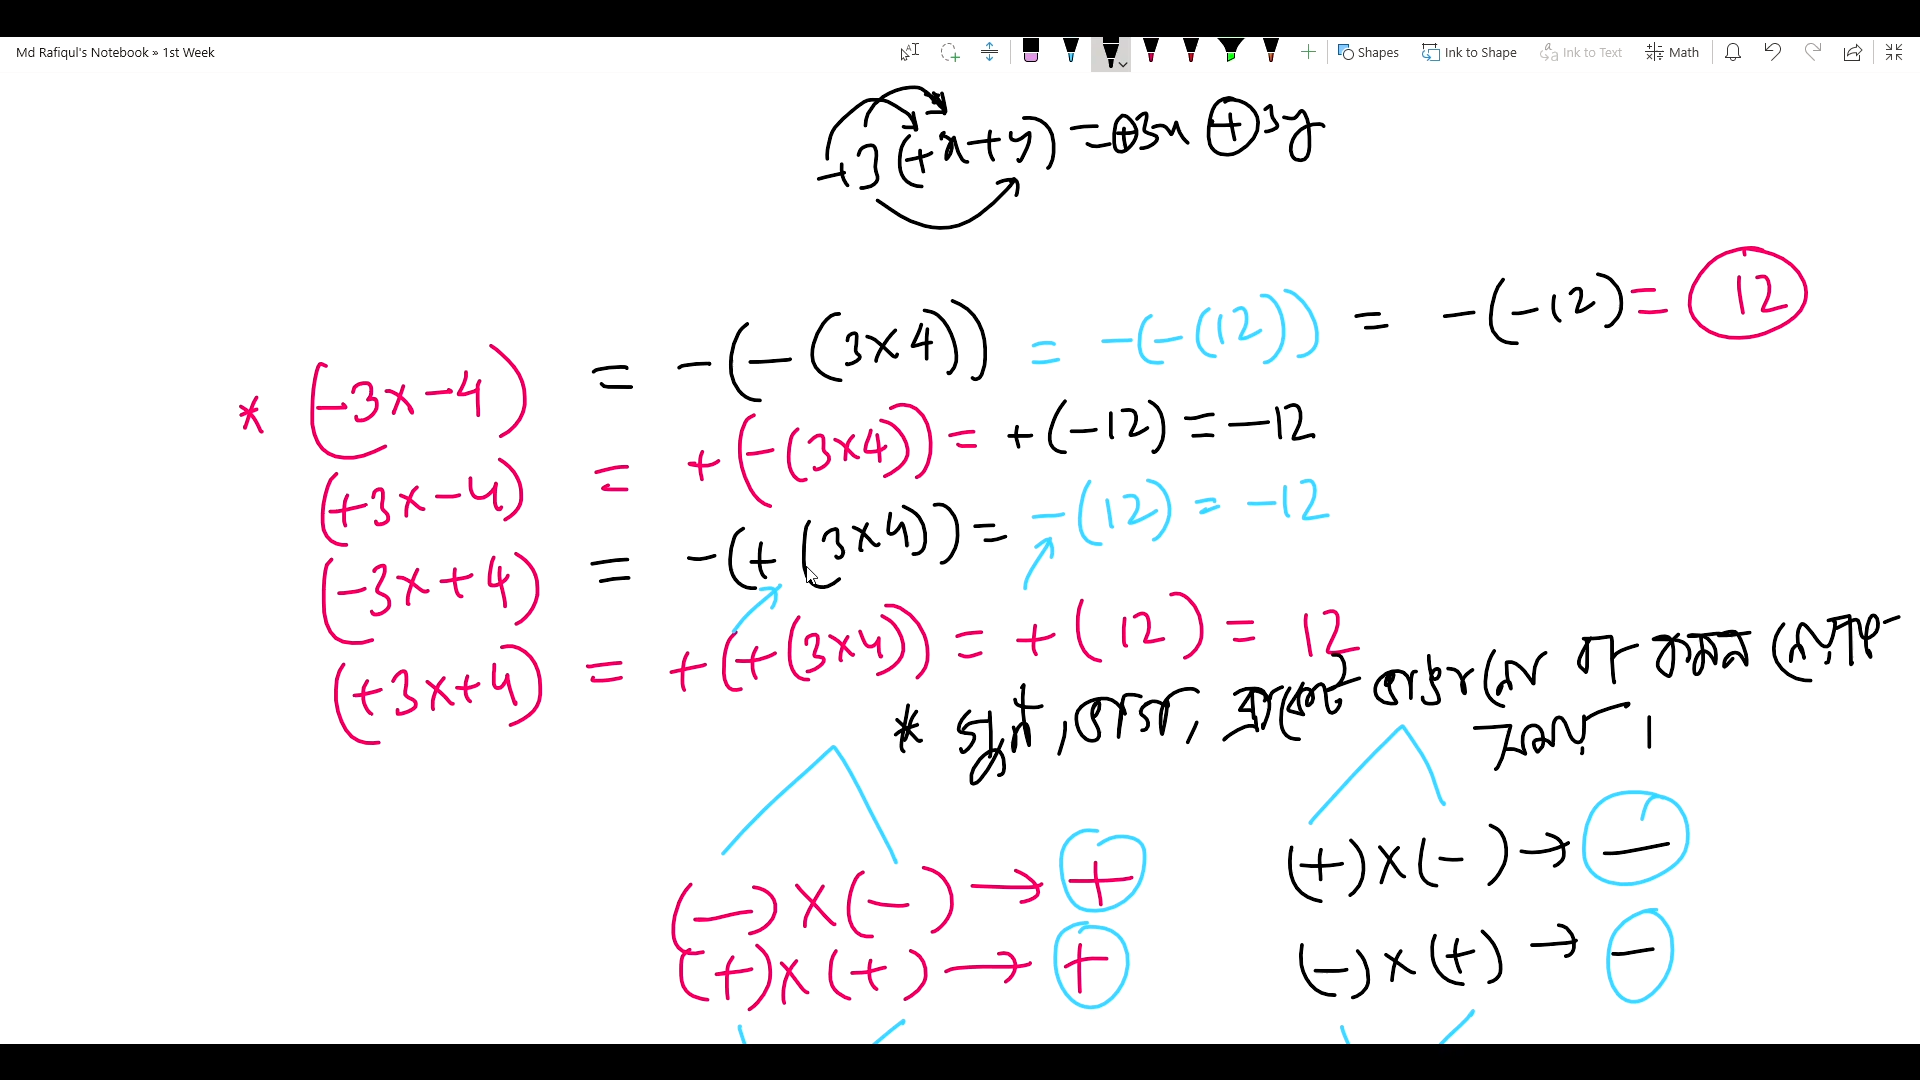 Md Rafiqul's Notebook » 1st Week
Shapes Ink to Shape Ink to Text Math
+3(+x+y) = +3x + 3y
* (-3x-4) = -(-(3x4)) = -(-(12)) = -(-12) = 12
(+3x-4) = +(-(3x4)) = +(-12) = -12
(-3x+4) = -(+(3x4)) = -(12) = -12
(+3x+4) = +(+(3x4)) = +(12) = 12
(-)x(-) → +
(+)x(-) → -
(+)x(+) → +
(-)x(+) → -